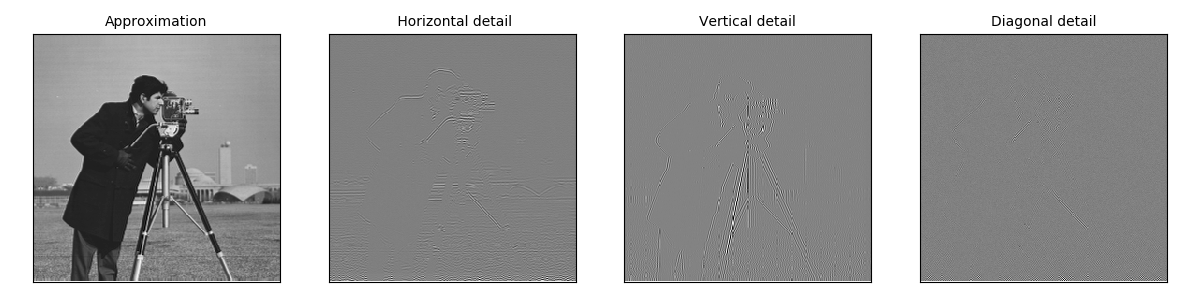 Approximation
Horizontal detail
Vertical detail
Diagonal detail